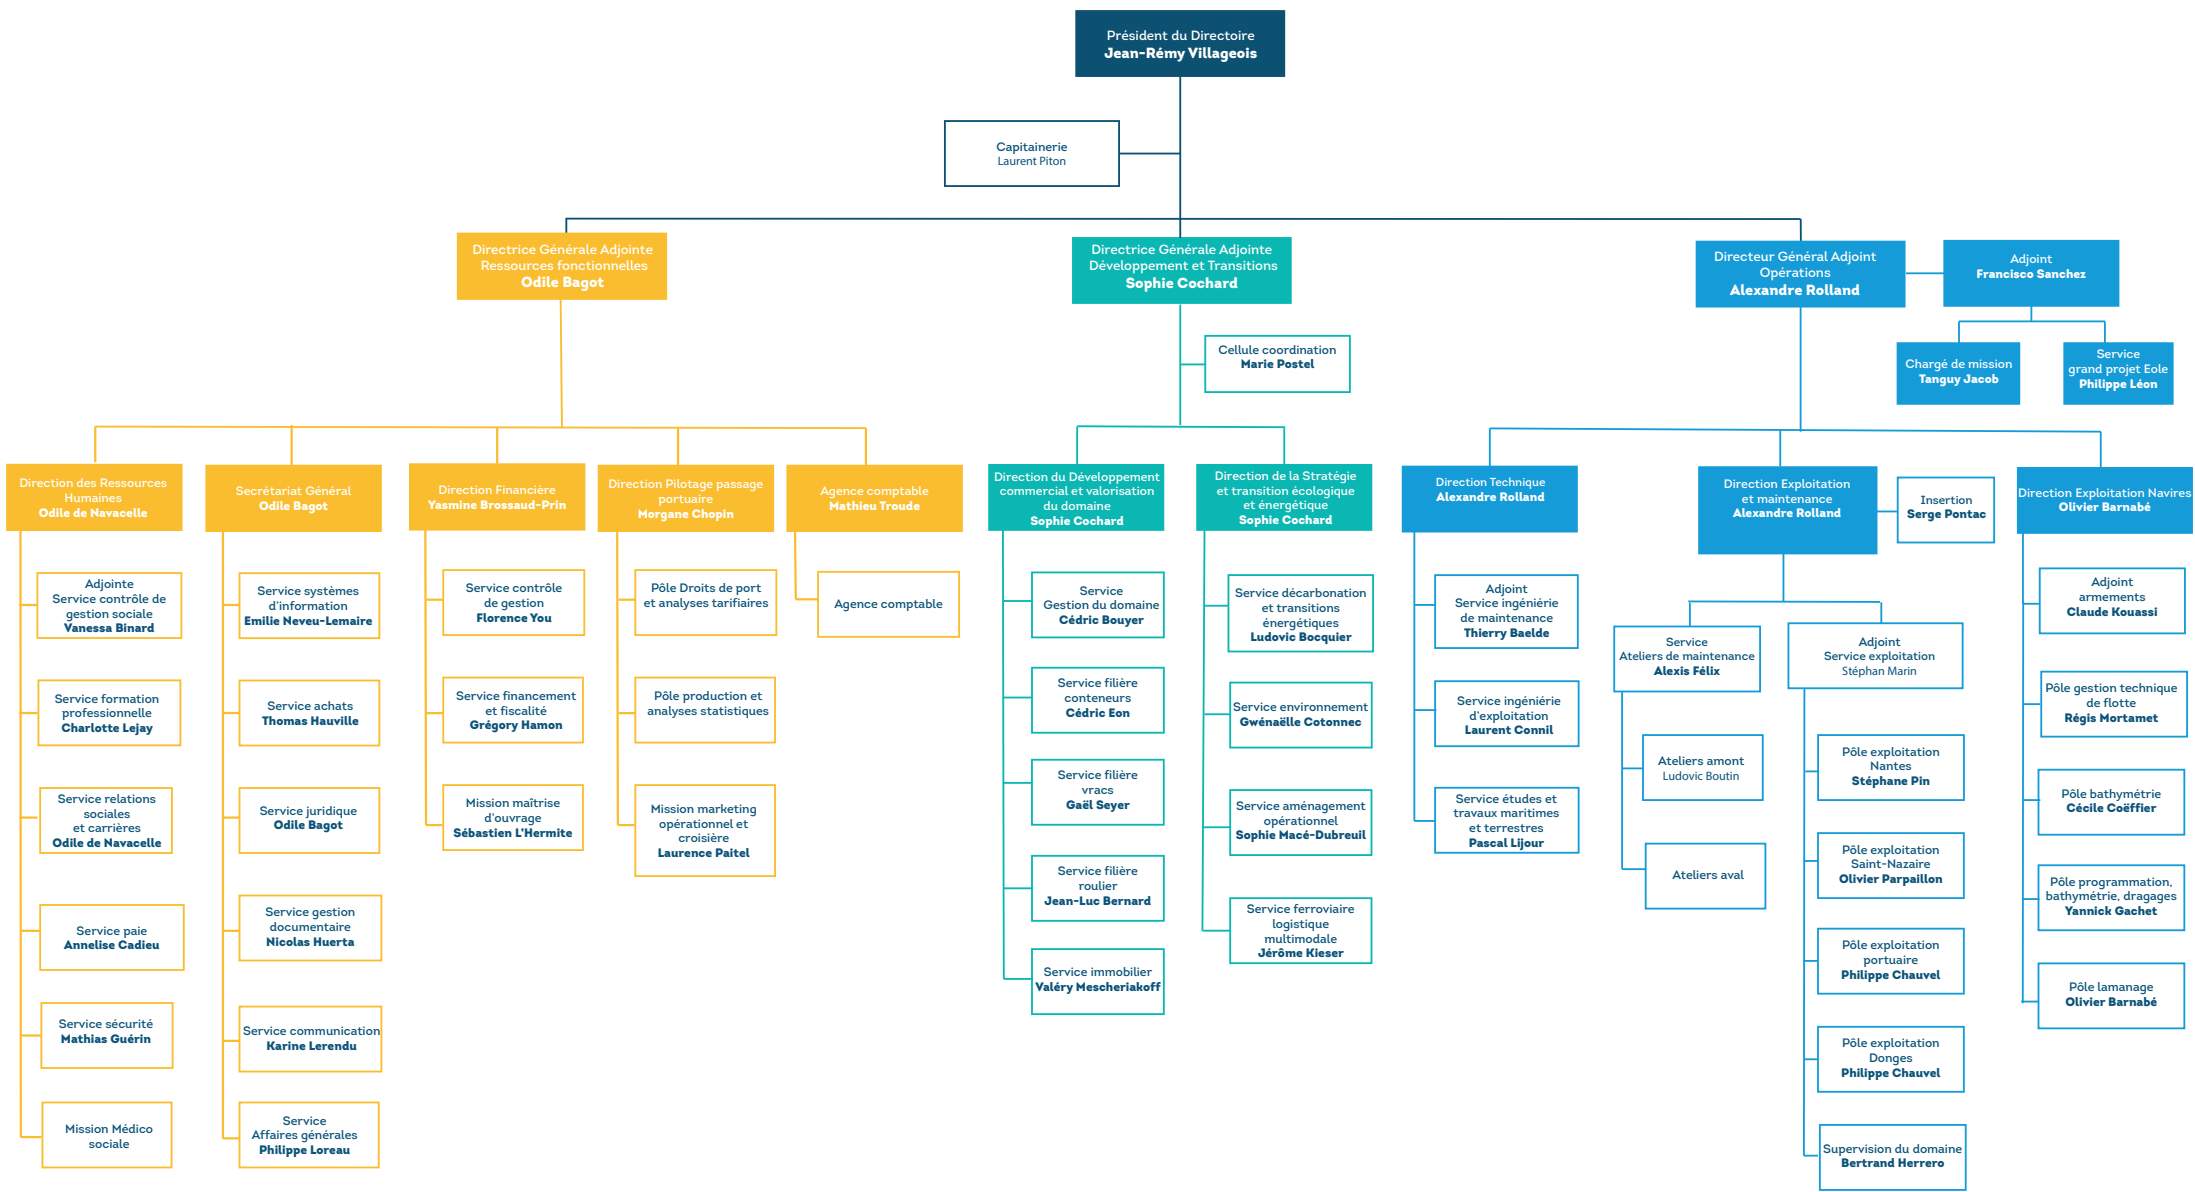 Président du Directoire
Jean-Rémy Villageois
Capitainerie
Laurent Piton
Directrice Générale Adjointe
Ressources fonctionnelles
Odile Bagot
Directrice Générale Adjointe
Développement et Transitions
Sophie Cochard
Directeur Général Adjoint
Opérations
Alexandre Rolland
Adjoint
Francisco Sanchez
Chargé de mission
Tanguy Jacob
Service
grand projet Eole
Philippe Léon
Cellule coordination
Marie Postel
Direction des Ressources
Humaines
Odile de Navacelle
Adjointe
Service contrôle de
gestion sociale
Vanessa Binard
Service formation
professionnelle
Charlotte Lejay
Service relations
sociales
et carrières
Odile de Navacelle
Service paie
Annelise Cadieu
Service sécurité
Mathias Guérin
Mission Médico
sociale
Secrétariat Général
Odile Bagot
Service systèmes
d'information
Emilie Neveu-Lemaire
Service achats
Thomas Hauville
Service juridique
Odile Bagot
Service gestion
documentaire
Nicolas Huerta
Service communication
Karine Lerendu
Service
Affaires générales
Philippe Loreau
Direction Financière
Yasmine Brossaud-Prin
Service contrôle
de gestion
Florence You
Service financement
et fiscalité
Grégory Hamon
Mission maîtrise
d'ouvrage
Sébastien L'Hermite
Direction Pilotage passage
portuaire
Morgane Chopin
Pôle Droits de port
et analyses tarifiaires
Pôle production et
analyses statistiques
Mission marketing
opérationnel et
croisière
Laurence Paitel
Agence comptable
Mathieu Troude
Agence comptable
Direction du Développement
commercial et valorisation
du domaine
Sophie Cochard
Service
Gestion du domaine
Cédric Bouyer
Service filière
conteneurs
Cédric Eon
Service filière
vracs
Gaël Seyer
Service filière
roulier
Jean-Luc Bernard
Service immobilier
Valéry Mescheriakoff
Direction de la Stratégie
et transition écologique
et énergétique
Sophie Cochard
Service décarbonation
et transitions
énergétiques
Ludovic Bocquier
Service environnement
Gwénaëlle Cotonnec
Service aménagement
opérationnel
Sophie Macé-Dubreuil
Service ferroviaire
logistique
multimodale
Jérôme Kieser
Direction Technique
Alexandre Rolland
Adjoint
Service ingéniérie
de maintenance
Thierry Baelde
Service ingéniérie
d'exploitation
Laurent Connil
Service études et
travaux maritimes
et terrestres
Pascal Lijour
Direction Exploitation
et maintenance
Alexandre Rolland
Insertion
Serge Pontac
Service
Ateliers de maintenance
Alexis Félix
Ateliers amont
Ludovic Boutin
Ateliers aval
Adjoint
Service exploitation
Stéphan Marin
Pôle exploitation
Nantes
Stéphane Pin
Pôle exploitation
Saint-Nazaire
Olivier Parpaillon
Pôle exploitation
portuaire
Philippe Chauvel
Pôle exploitation
Donges
Philippe Chauvel
Supervision du domaine
Bertrand Herrero
Direction Exploitation Navires
Olivier Barnabé
Adjoint
armements
Claude Kouassi
Pôle gestion technique
de flotte
Régis Mortamet
Pôle bathymétrie
Cécile Coëffier
Pôle programmation,
bathymétrie, dragages
Yannick Gachet
Pôle lamanage
Olivier Barnabé